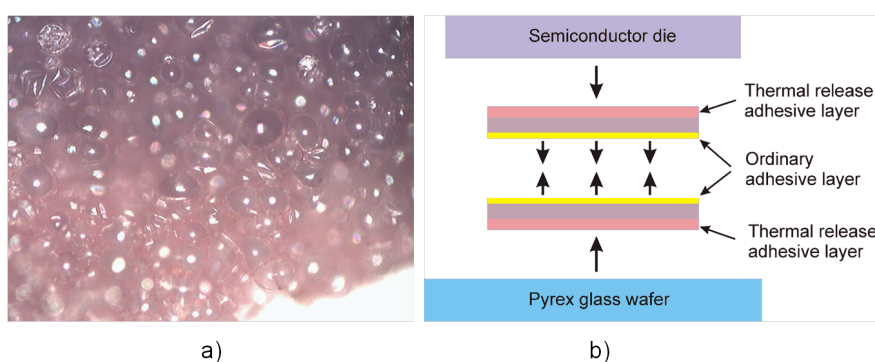 Semiconductor die
Thermal release
adhesive layer
Ordinary
adhesive layer
Thermal release
adhesive layer
Pyrex glass wafer
a)
b)